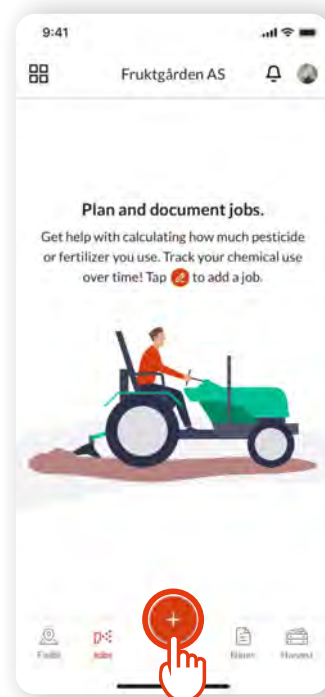 9:41
Fruktgården AS
Plan and document jobs.
Get help with calculating how much pesticide
or fertilizer you use. Track your chemical use
over time! Tap to add a job.
Jobs
Harvest